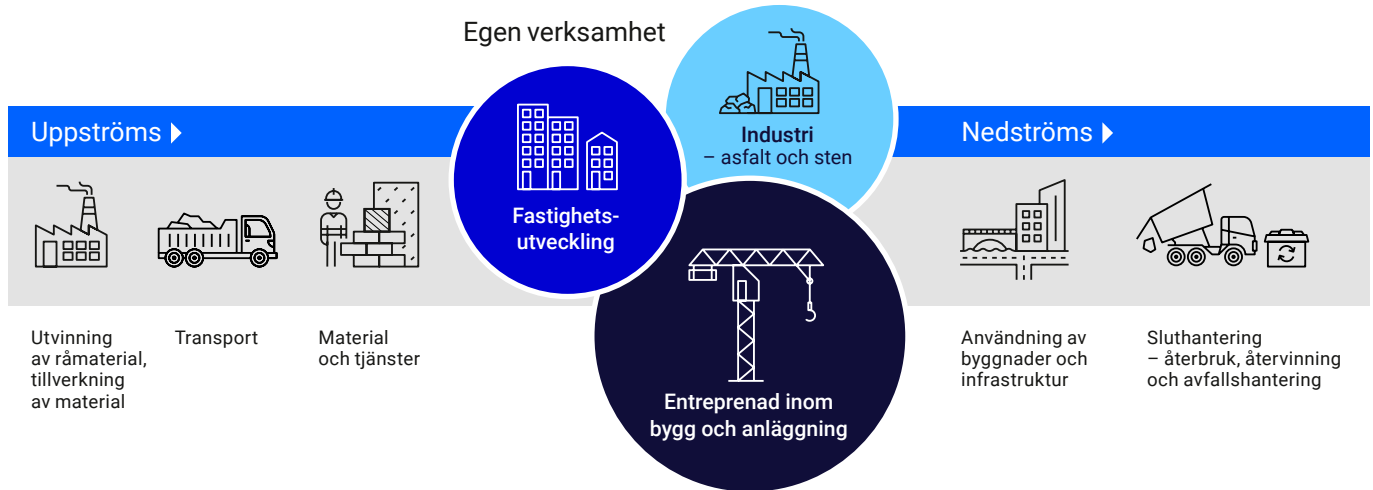 Egen verksamhet
Uppströms
Utvinning
av råmaterial,
tillverkning
av material
Transport
Material
och tjänster
Fastighets-
utveckling
Industri
– asfalt och sten
Entreprenad inom
bygg och anläggning
Nedströms
Användning av
byggnader och
infrastruktur
Sluthantering
– återbruk, återvinning
och avfallshantering